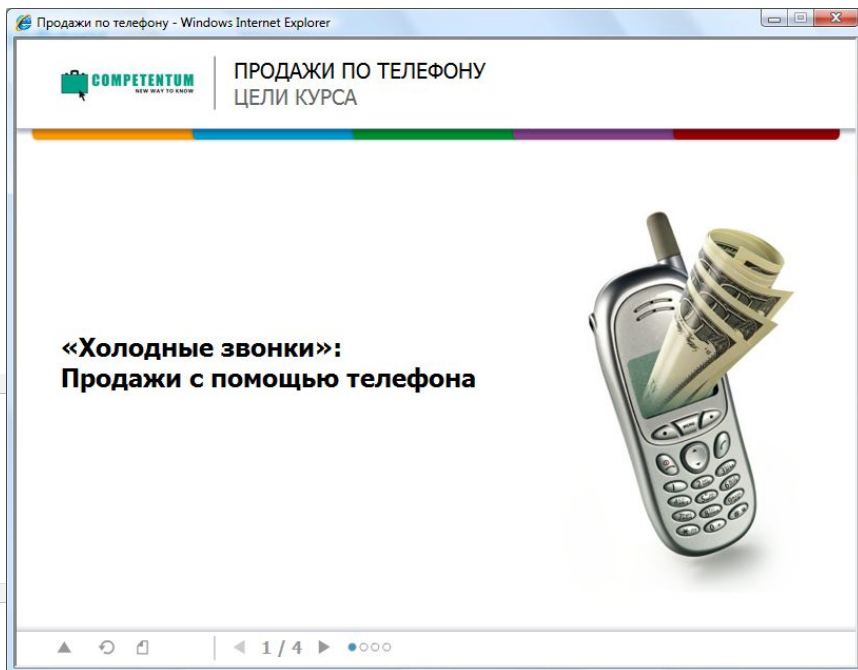 Продажи по телефону - Windows Internet Explorer
COMPETENTUM
NEW WAY TO KNOW
ПРОДАЖИ ПО ТЕЛЕФОНУ
ЦЕЛИ КУРСА
«Холодные звонки»:
Продажи с помощью телефона
MENU
1 / 4